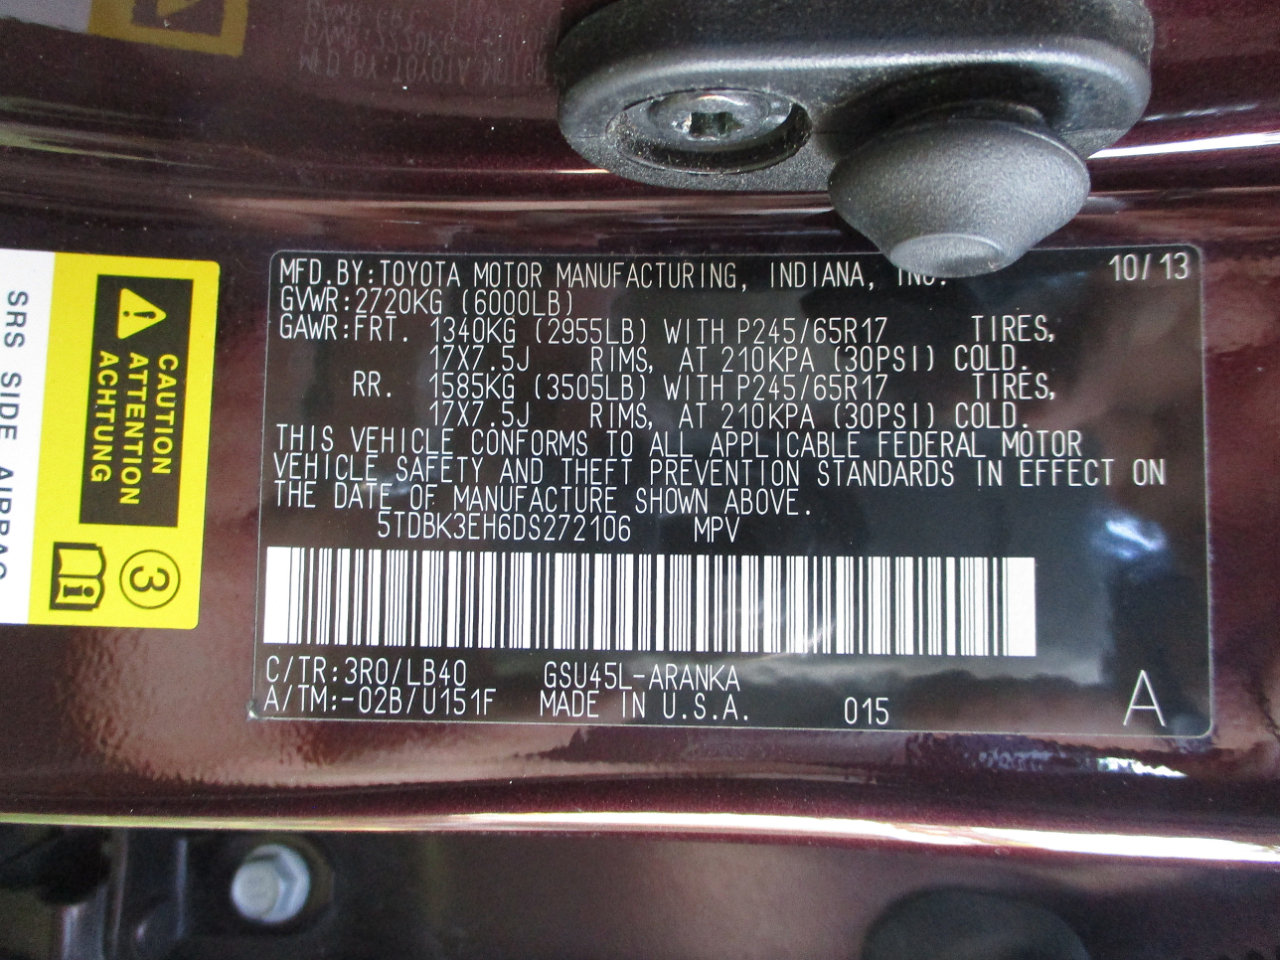 MFD.BY:TOYOTA MOTOR MANUFACTURING, INDIANA, INC. 10/13
GVWR:2720KG (6000LB)
GAWR:FRT. 1340KG (2955LB) WITH P245/65R17 TIRES,
17X7.5J RIMS, AT 210KPA (30PSI) COLD.
RR. 1585KG (3505LB) WITH P245/65R17 TIRES,
17X7.5J RIMS, AT 210KPA (30PSI) COLD.
THIS VEHICLE CONFORMS TO ALL APPLICABLE FEDERAL MOTOR
VEHICLE SAFETY AND THEFT PREVENTION STANDARDS IN EFFECT ON
THE DATE OF MANUFACTURE SHOWN ABOVE.
5TDBK3EH6DS272106 MPV
C/TR:3R0/LB40 GSU45L-ARANKA
A/TM:-02B/U151F MADE IN U.S.A. 015 A
CAUTION
ATTENTION
ACHTUNG
3
SRS SIDE AIRBAG